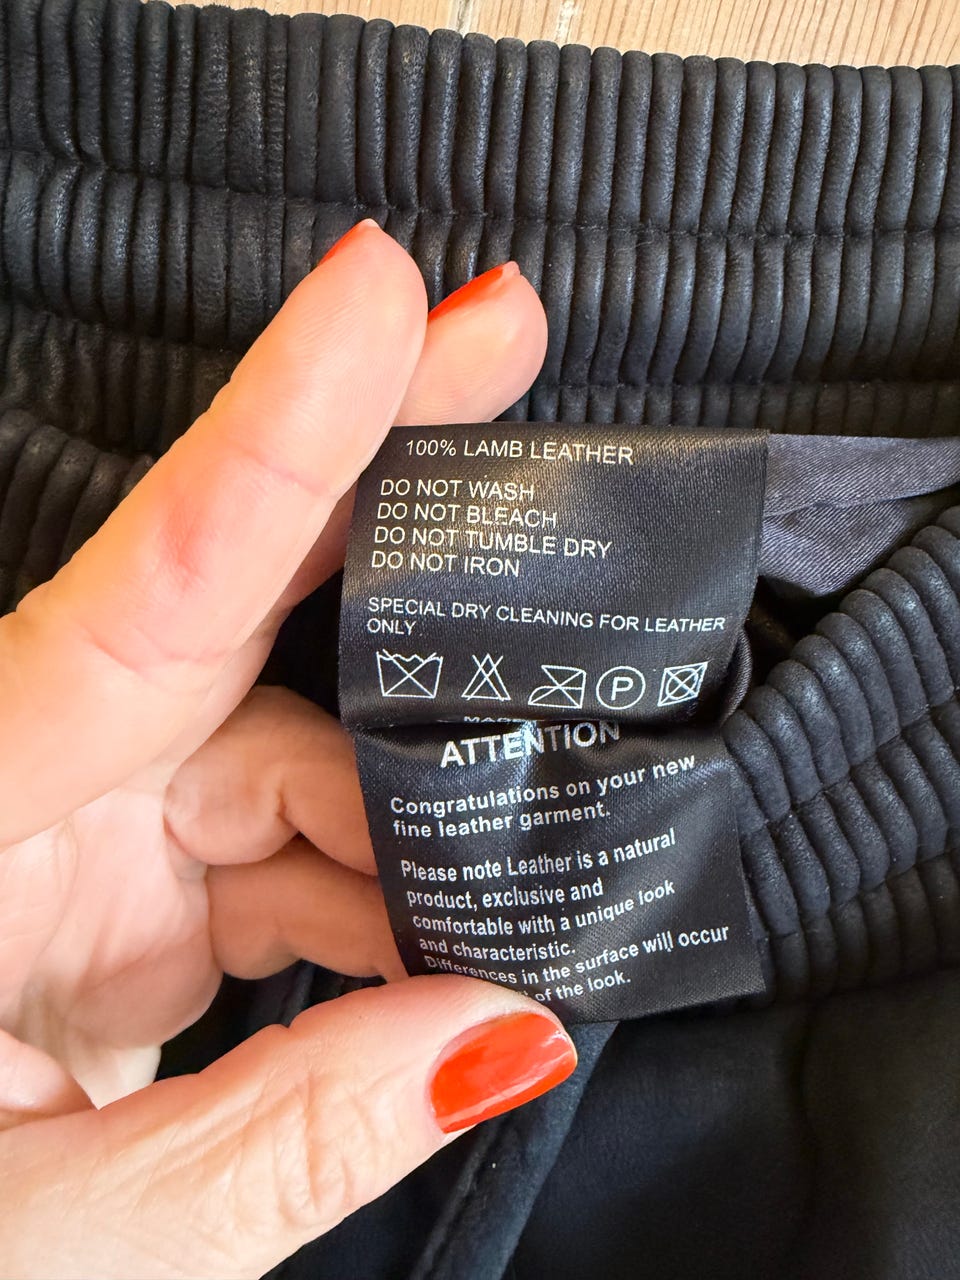 100% LAMB LEATHER
DO NOT WASH
DO NOT BLEACH
DO NOT TUMBLE DRY
DO NOT IRON
SPECIAL DRY CLEANING FOR LEATHER
ONLY
P
ATTENTION
Congratulations on your new
fine leather garment.
Please note Leather is a natural
product, exclusive and
comfortable with a unique look
and characteristic.
Differences in the surface will occur
of the look.